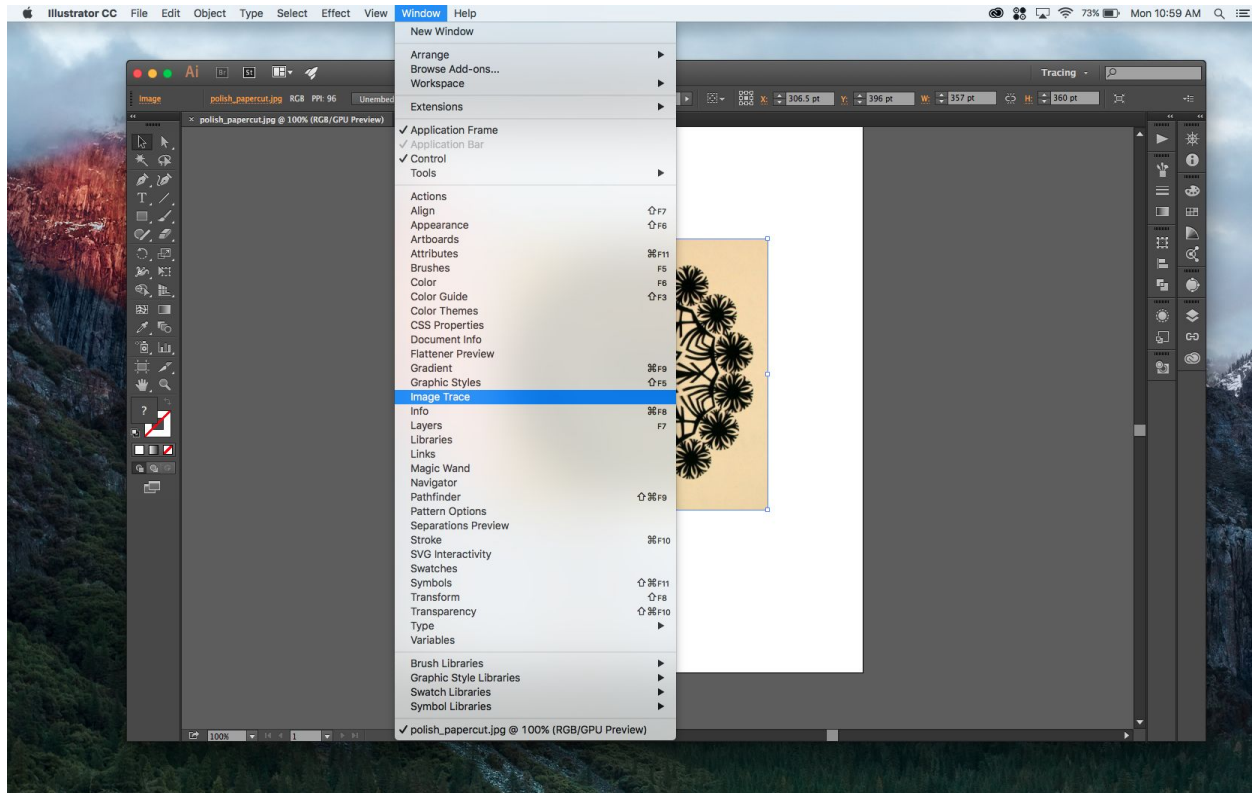 Illustrator CC File Edit Object Type Select Effect View Window Help 73% Mon 10:59 AM
Ai Br St Tracing
Image polish_papercut.jpg RGB PPI: 96 Unembed X: 306.5 pt Y: 396 pt W: 357 pt H: 360 pt
× polish_papercut.jpg @ 100% (RGB/GPU Preview)
New Window
Arrange
Browse Add-ons...
Workspace
Extensions
✓ Application Frame
✓ Application Bar
✓ Control
Tools
Actions
Align ⇧F7
Appearance ⇧F6
Artboards
Attributes ⌘F11
Brushes F5
Color F6
Color Guide ⇧F3
Color Themes
CSS Properties
Document Info
Flattener Preview
Gradient ⌘F9
Graphic Styles ⇧F5
Image Trace
Info ⌘F8
Layers F7
Libraries
Links
Magic Wand
Navigator
Pathfinder ⇧⌘F9
Pattern Options
Separations Preview
Stroke ⌘F10
SVG Interactivity
Swatches
Symbols ⇧⌘F11
Transform ⇧F8
Transparency ⇧⌘F10
Type
Variables
Brush Libraries
Graphic Style Libraries
Swatch Libraries
Symbol Libraries
✓ polish_papercut.jpg @ 100% (RGB/GPU Preview)
T
?
100% 1